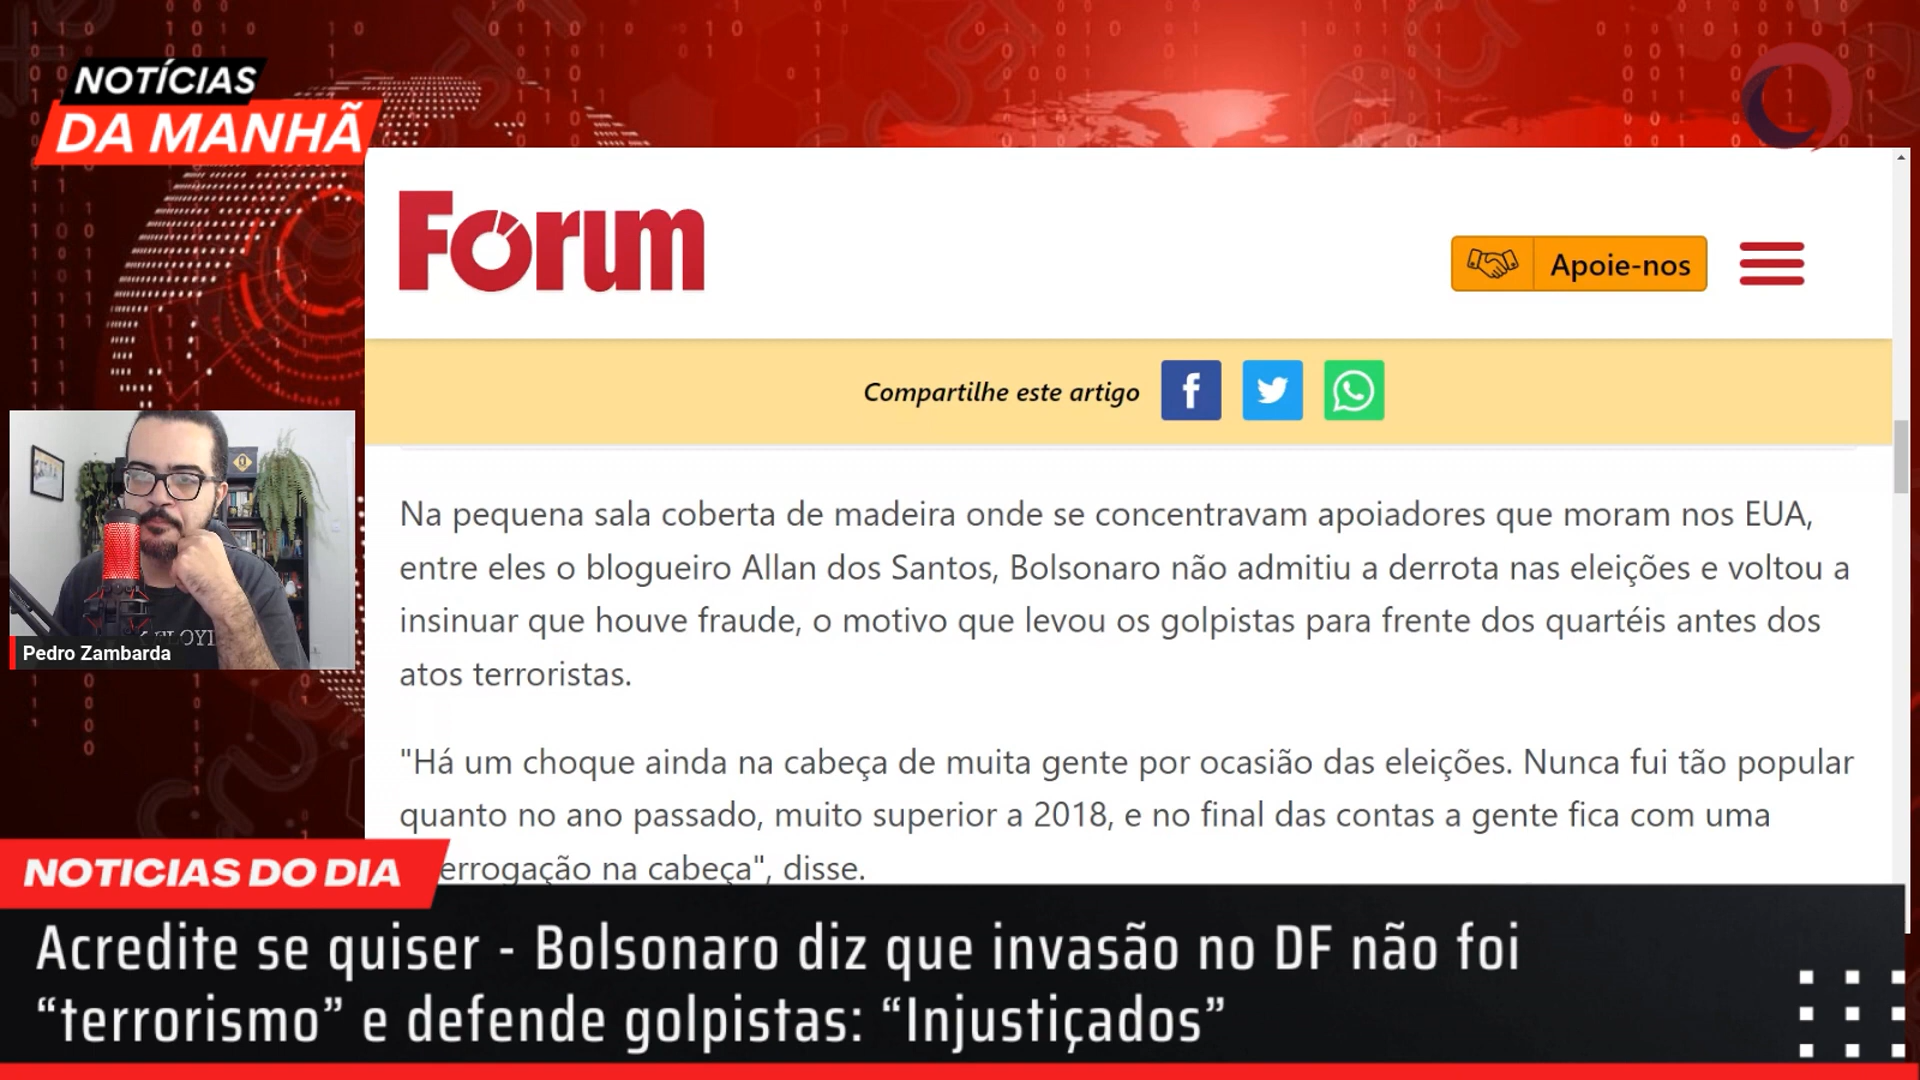 NOTÍCIAS
DA MANHÃ
Forum
Apoie-nos
Compartilhe este artigo
Na pequena sala coberta de madeira onde se concentravam apoiadores que moram nos EUA,
entre eles o blogueiro Allan dos Santos, Bolsonaro não admitiu a derrota nas eleições e voltou a
insinuar que houve fraude, o motivo que levou os golpistas para frente dos quartéis antes dos
atos terroristas.
"Há um choque ainda na cabeça de muita gente por ocasião das eleições. Nunca fui tão popular
quanto no ano passado, muito superior a 2018, e no final das contas a gente fica com uma
errogação na cabeça", disse.
Pedro Zambarda
NOTICIAS DO DIA
Acredite se quiser - Bolsonaro diz que invasão no DF não foi
“terrorismo” e defende golpistas: “Injustiçados”